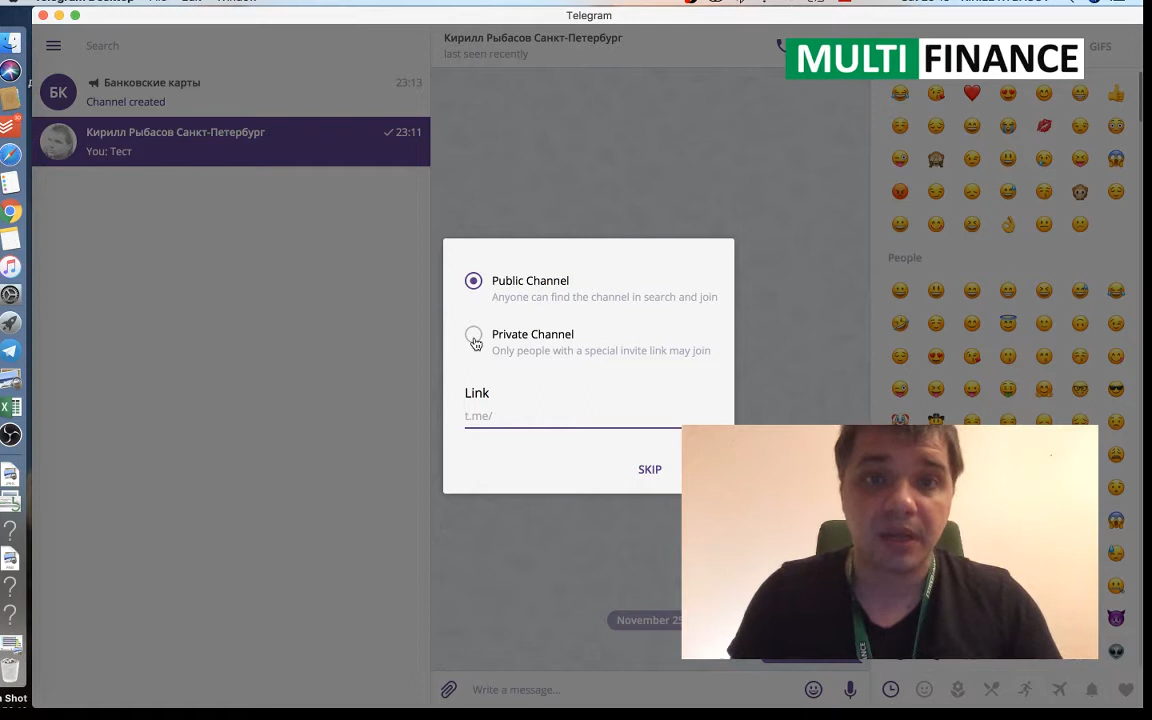 Telegram
Search
БК
Банковские карты
23:13
Channel created
Кирилл Рыбасов Санкт-Петербург
23:11
You: Тест
Кирилл Рыбасов Санкт-Петербург
last seen recently
MULTI FINANCE
GIFS
People
Public Channel
Anyone can find the channel in search and join
Private Channel
Only people with a special invite link may join
Link
t.me/
SKIP
November 25
Write a message...
n Shot